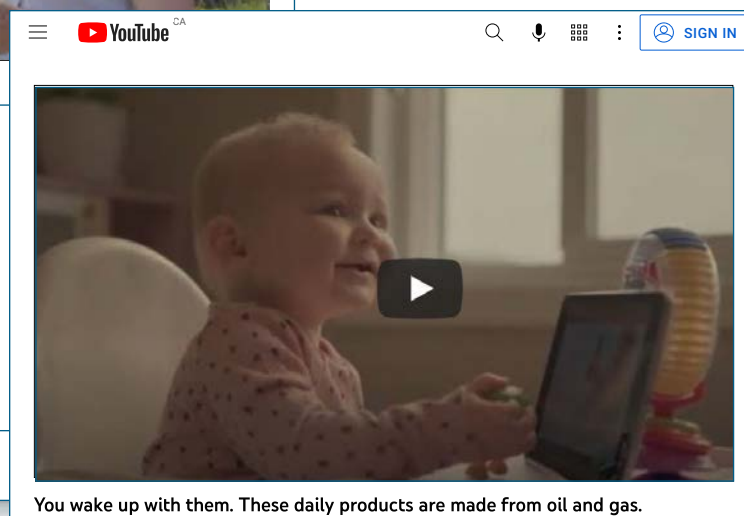 YouTube CA
SIGN IN
You wake up with them. These daily products are made from oil and gas.